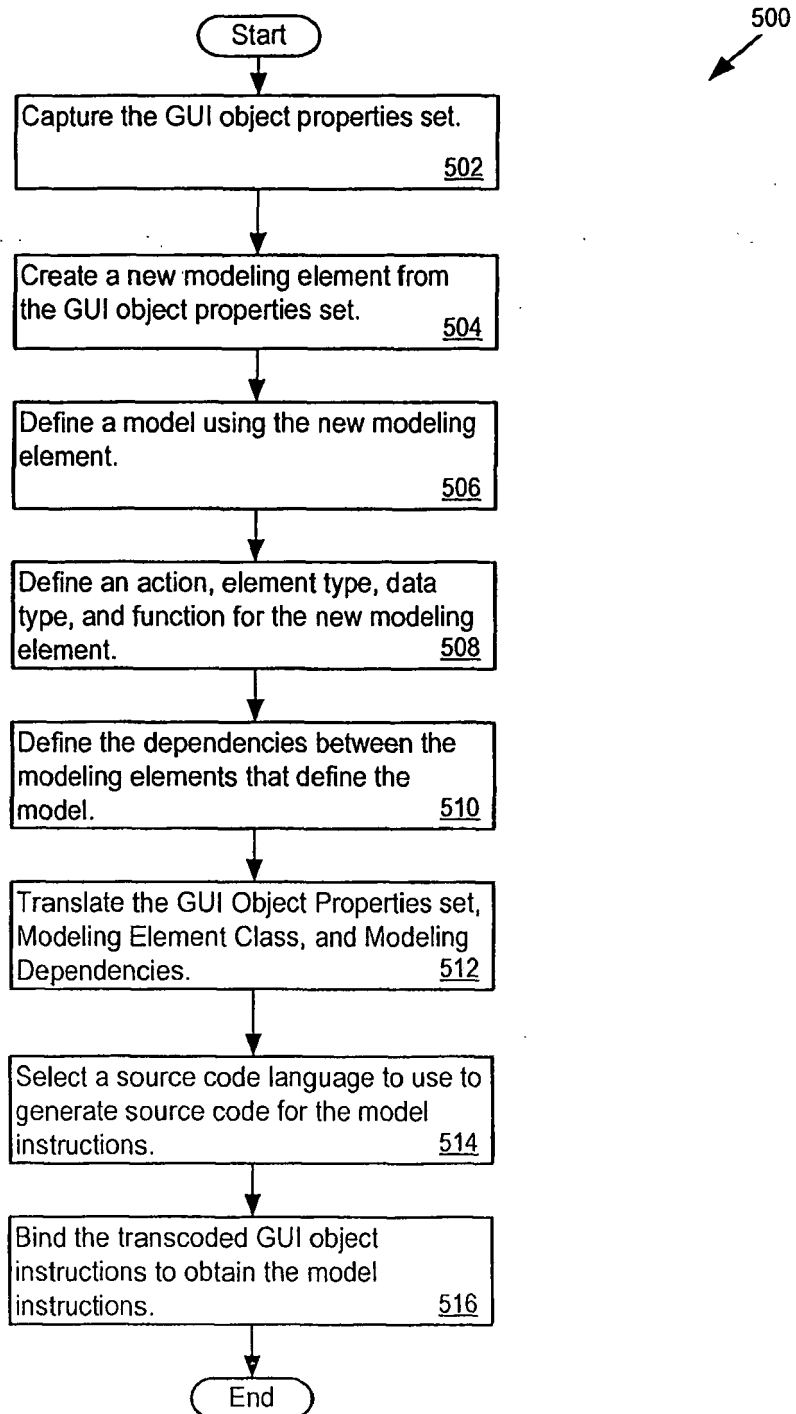 500
Start
Capture the GUI object properties set.
502
Create a new modeling element from
the GUI object properties set.
504
Define a model using the new modeling
element.
506
Define an action, element type, data
type, and function for the new modeling
element.
508
Define the dependencies between the
modeling elements that define the
model.
510
Translate the GUI Object Properties set,
Modeling Element Class, and Modeling
Dependencies.
512
Select a source code language to use to
generate source code for the model
instructions.
514
Bind the transcoded GUI object
instructions to obtain the model
instructions.
516
End